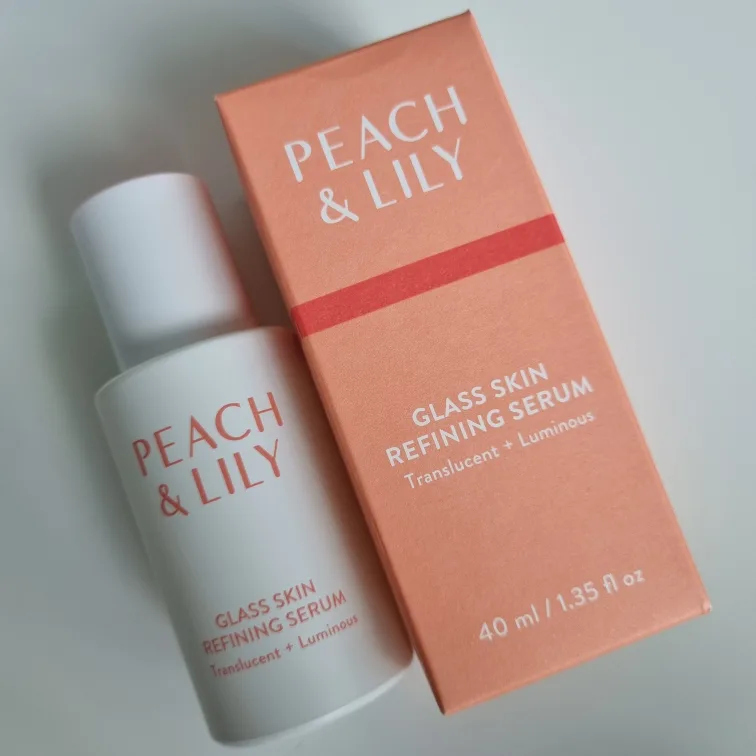 PEACH
& LILY
GLASS SKIN
REFINING SERUM
Translucent + Luminous
PEACH
& LILY
GLASS SKIN
REFINING SERUM
Translucent + Luminous
40 ml / 1.35 fl oz